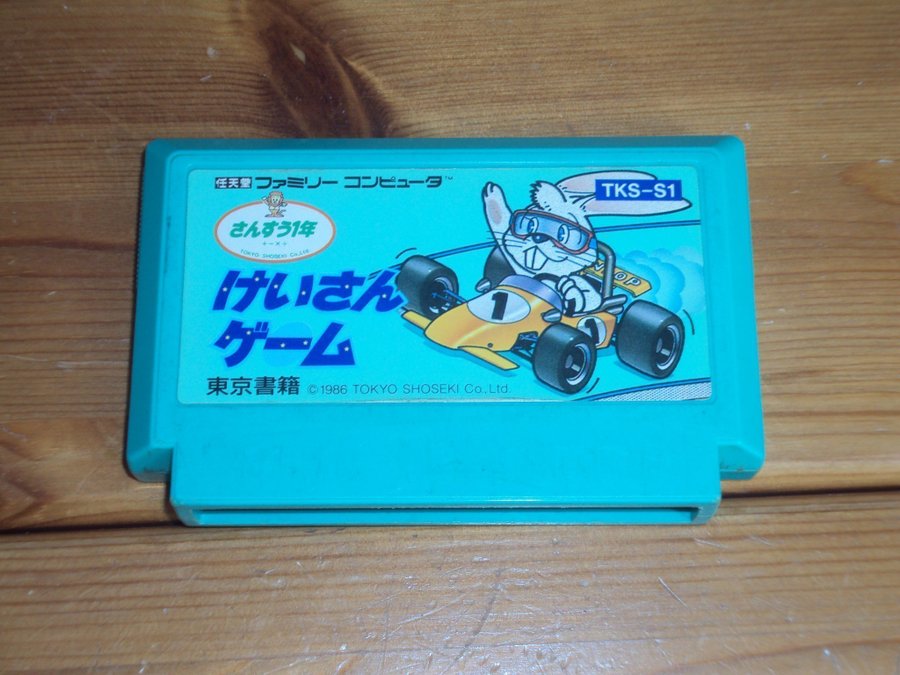 任天堂 ファミリー コンピュータ™
TKS-S1
さんすう1年
+−×÷
TOKYO SHOSEKI Co.,Ltd.
けいさん
ゲーム
1
東京書籍 ©1986 TOKYO SHOSEKI Co., Ltd.